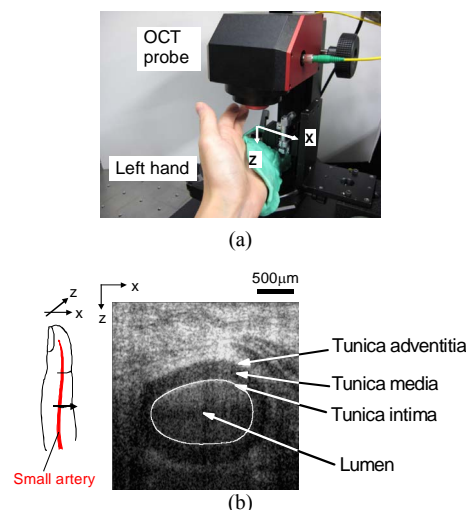 OCT
probe
Left hand
x
z
(a)
z
x
x
z
500μm
Tunica adventitia
Tunica media
Tunica intima
Lumen
Small artery
(b)